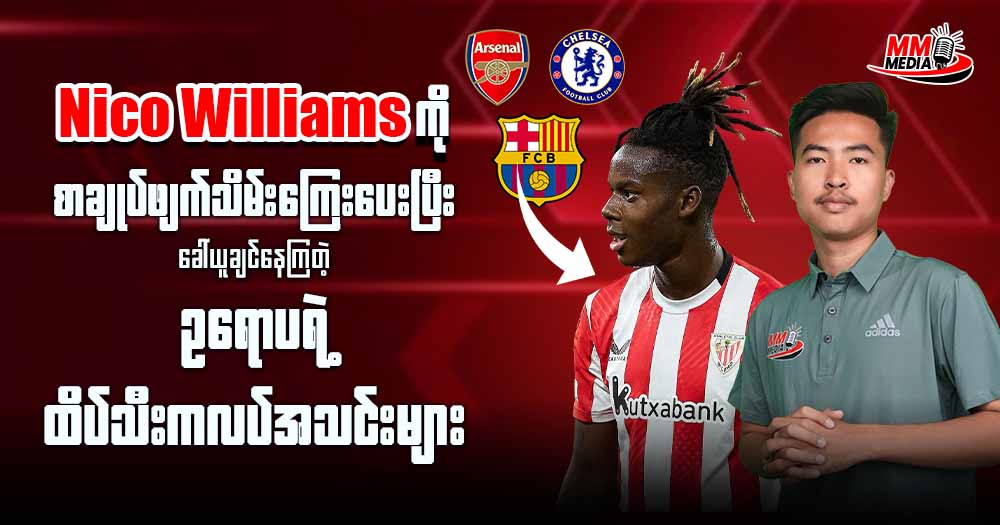 Nico Williams ကို
စာချုပ်ဖျက်သိမ်းကြေးပေးပြီး
ခေါ်ယူချင်နေကြတဲ့
ဥရောပရဲ့
ထိပ်သီးကလပ်အသင်းများ
Arsenal
CHELSEA
FOOTBALL CLUB
FCB
MM
MEDIA
Kutxabank
adidas
MM
MEDIA